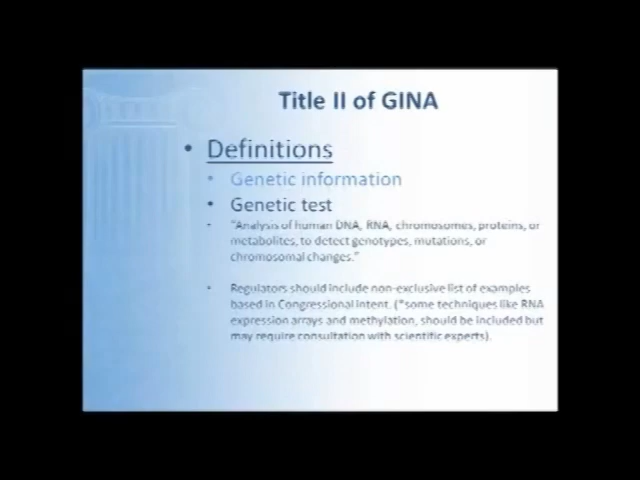 Title II of GINA
• Definitions
• Genetic information
• Genetic test
• "Analysis of human DNA, RNA, chromosomes, proteins, or
metabolites, to detect genotypes, mutations, or
chromosomal changes."
• Regulators should include non-exclusive list of examples
based in Congressional intent. (*some techniques like RNA
expression arrays and methylation, should be included but
may require consultation with scientific experts).